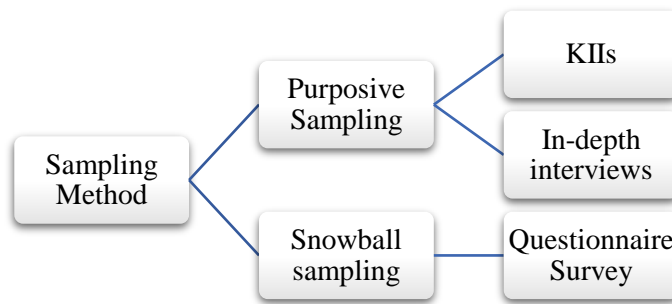 Sampling
Method
Purposive
Sampling
KIIs
In-depth
interviews
Snowball
sampling
Questionnaire
Survey